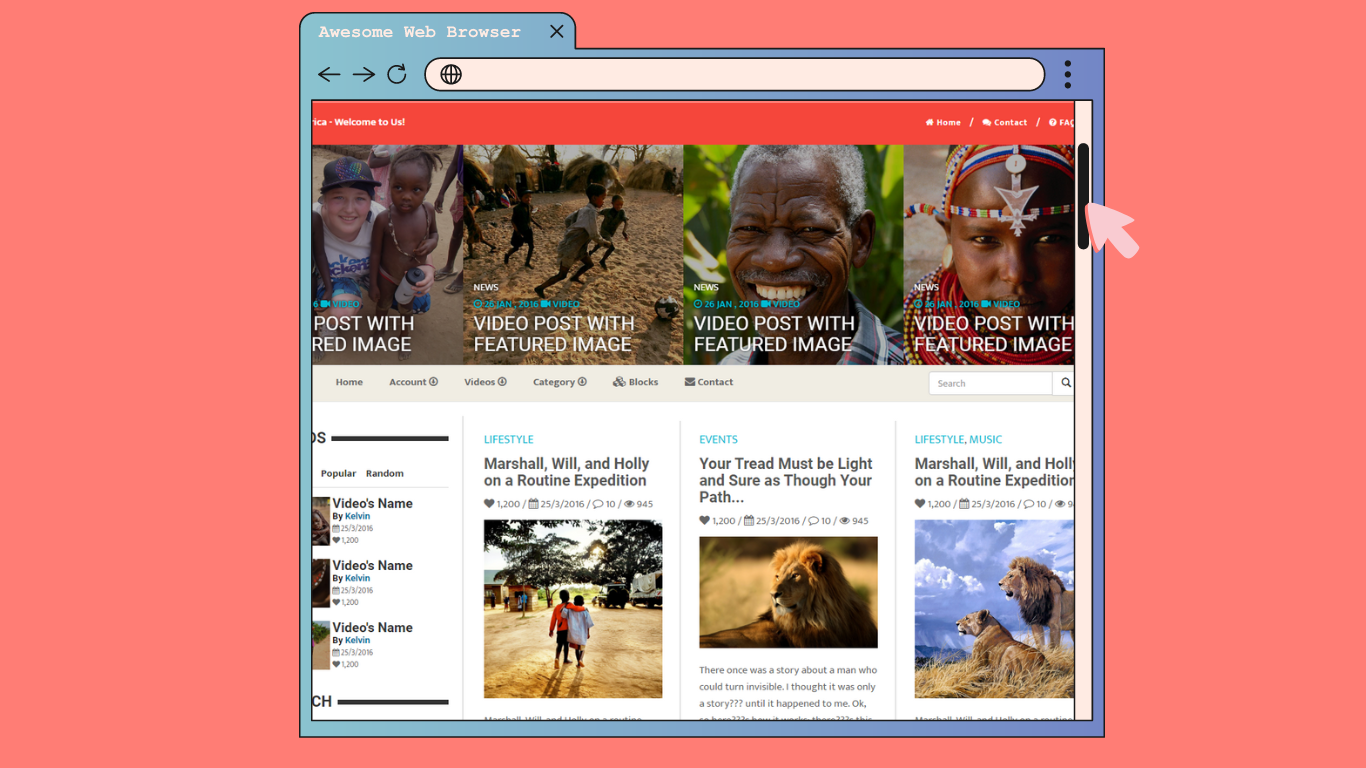 Awesome Web Browser
ica - Welcome to Us!
Home / Contact / FAQ
6 VIDEO
POST WITH
RED IMAGE
NEWS
26 JAN , 2016 VIDEO
VIDEO POST WITH
FEATURED IMAGE
NEWS
26 JAN , 2016 VIDEO
VIDEO POST WITH
FEATURED IMAGE
NEWS
26 JAN , 2016 VIDEO
VIDEO POST WITH
FEATURED IMAGE
Home Account Videos Category Blocks Contact Search
OS
Popular Random
Video's Name
By Kelvin
25/3/2016
1,200
Video's Name
By Kelvin
25/3/2016
1,200
Video's Name
By Kelvin
25/3/2016
1,200
CH
LIFESTYLE
Marshall, Will, and Holly
on a Routine Expedition
1,200 / 25/3/2016 / 10 / 945
Marshall, Will, and Holly on a routine
EVENTS
Your Tread Must be Light
and Sure as Though Your
Path...
1,200 / 25/3/2016 / 10 / 945
There once was a story about a man who
could turn invisible. I thought it was only
a story??? until it happened to me. Ok,
so here???s how it works: there???s this
LIFESTYLE, MUSIC
Marshall, Will, and Holly
on a Routine Expedition
1,200 / 25/3/2016 / 10 / 9
Marshall, Will, and Holly on a routine